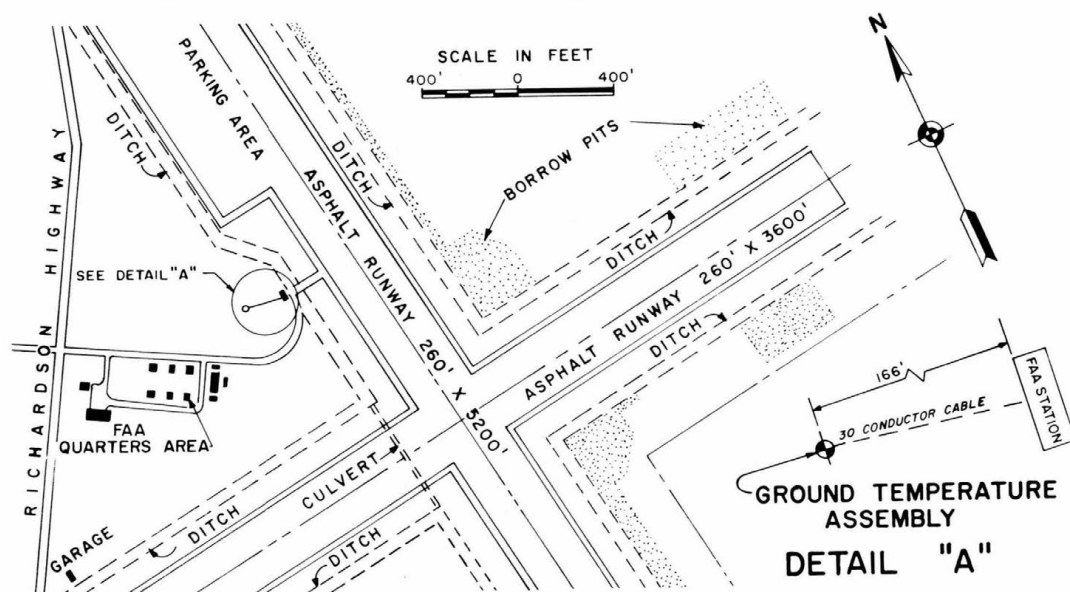 SCALE IN FEET
400' 0 400'
N
PARKING AREA
DITCH
RICHARDSON HIGHWAY
DITCH
BORROW PITS
ASPHALT RUNWAY 260' X 5200'
DITCH
SEE DETAIL "A"
ASPHALT RUNWAY 260' X 3600'
DITCH
FAA
QUARTERS AREA
CULVERT
DITCH
GARAGE
DITCH
166'
FAA STATION
30 CONDUCTOR CABLE
GROUND TEMPERATURE
ASSEMBLY
DETAIL "A"